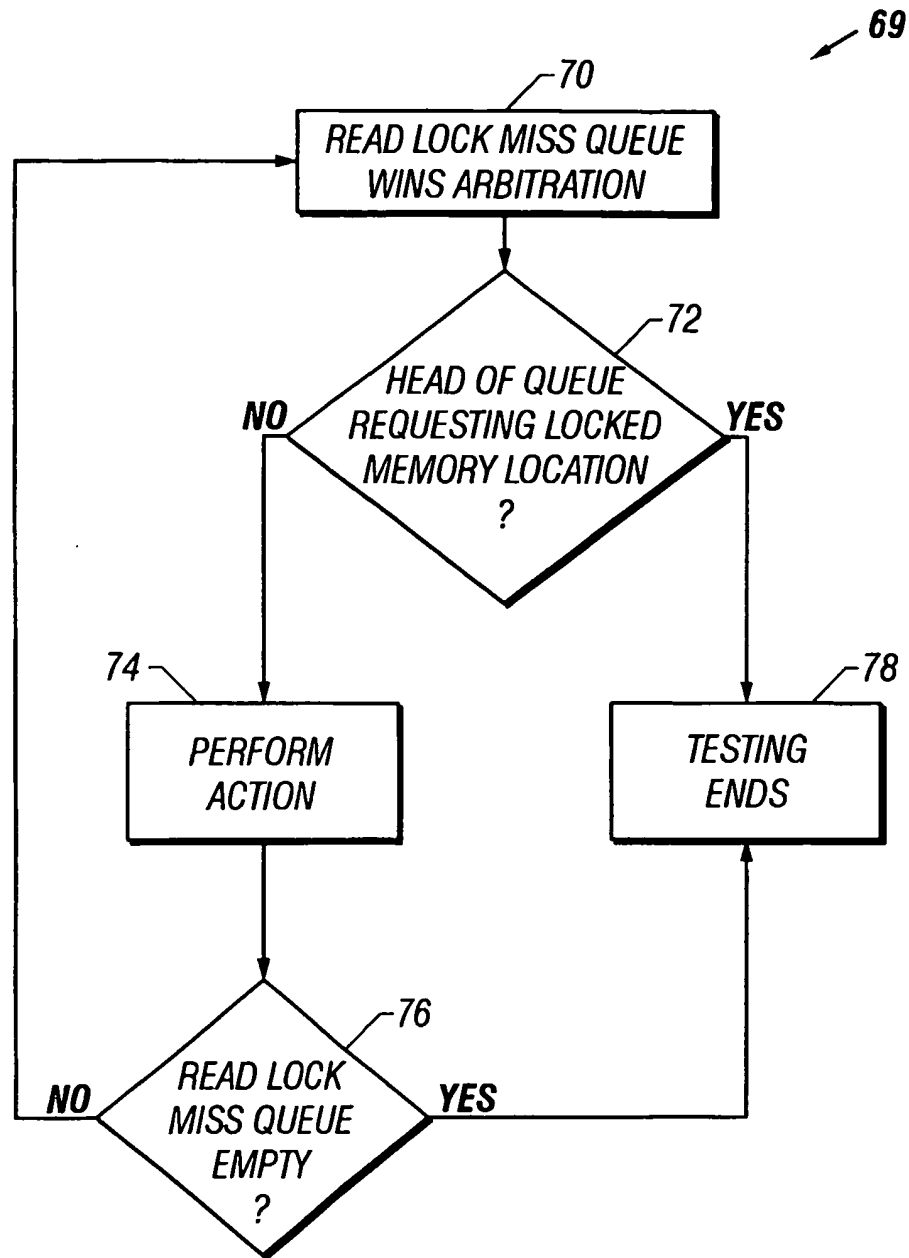 69
70
READ LOCK MISS QUEUE
WINS ARBITRATION
72
HEAD OF QUEUE
REQUESTING LOCKED
MEMORY LOCATION
?
NO
YES
74
PERFORM
ACTION
78
TESTING
ENDS
76
READ LOCK
MISS QUEUE
EMPTY
?
NO
YES